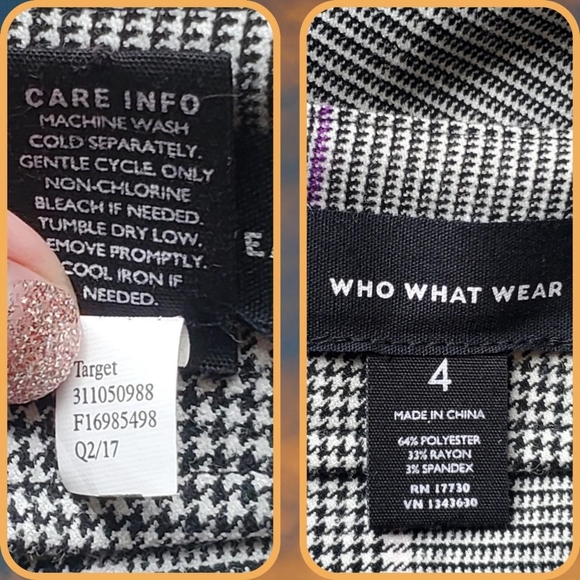 CARE INFO
MACHINE WASH
COLD SEPARATELY.
GENTLE CYCLE. ONLY
NON-CHLORINE
BLEACH IF NEEDED.
TUMBLE DRY LOW.
EMOVE PROMPTLY.
COOL IRON IF
NEEDED.
Target
311050988
F16985498
Q2/17
WHO WHAT WEAR
4
MADE IN CHINA
64% POLYESTER
33% RAYON
3% SPANDEX
RN 17730
VN 1343630